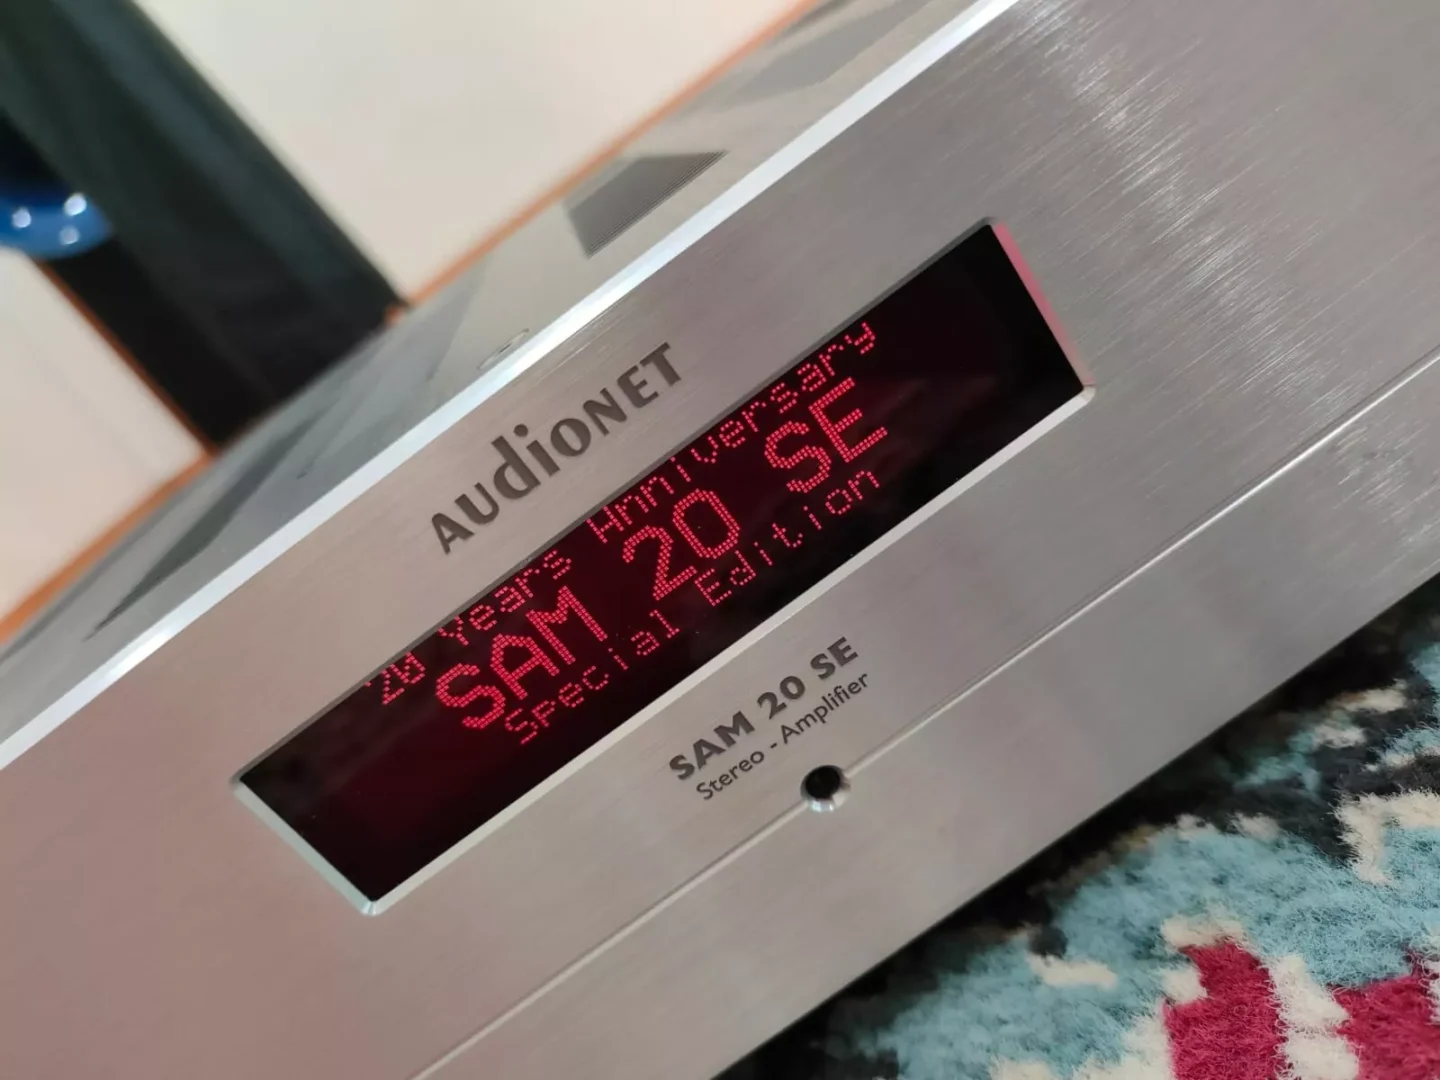 AUdioNET
20 Years Anniversary
SAM 20 SE
Special Edition
SAM 20 SE
Stereo - Amplifier